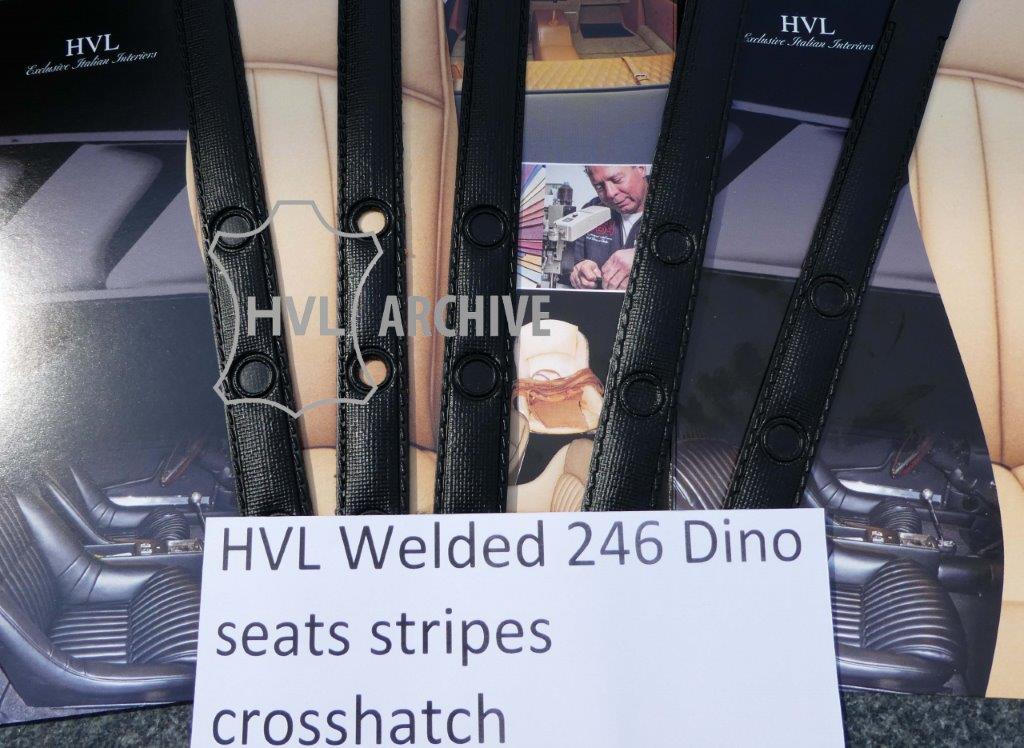 HVL
Exclusive Italian Interiors
HVL
Exclusive Italian Interiors
HVL ARCHIVE
HVL Welded 246 Dino
seats stripes
crosshatch